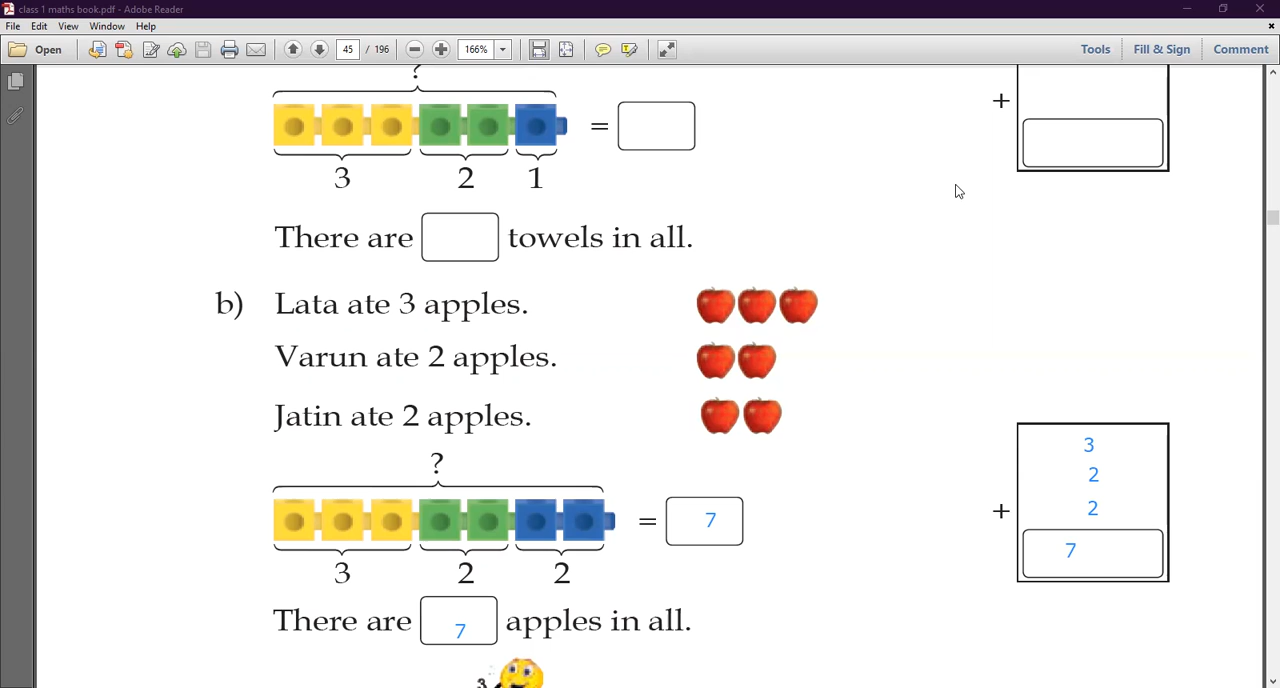 class 1 maths book.pdf - Adobe Reader
File Edit View Window Help
Open 45 / 196 166% Tools Fill & Sign Comment
?
+
=
3 2 1
There are towels in all.
b) Lata ate 3 apples.
Varun ate 2 apples.
Jatin ate 2 apples.
?
3
2
= 7 + 2
7
3 2 2
There are 7 apples in all.
3